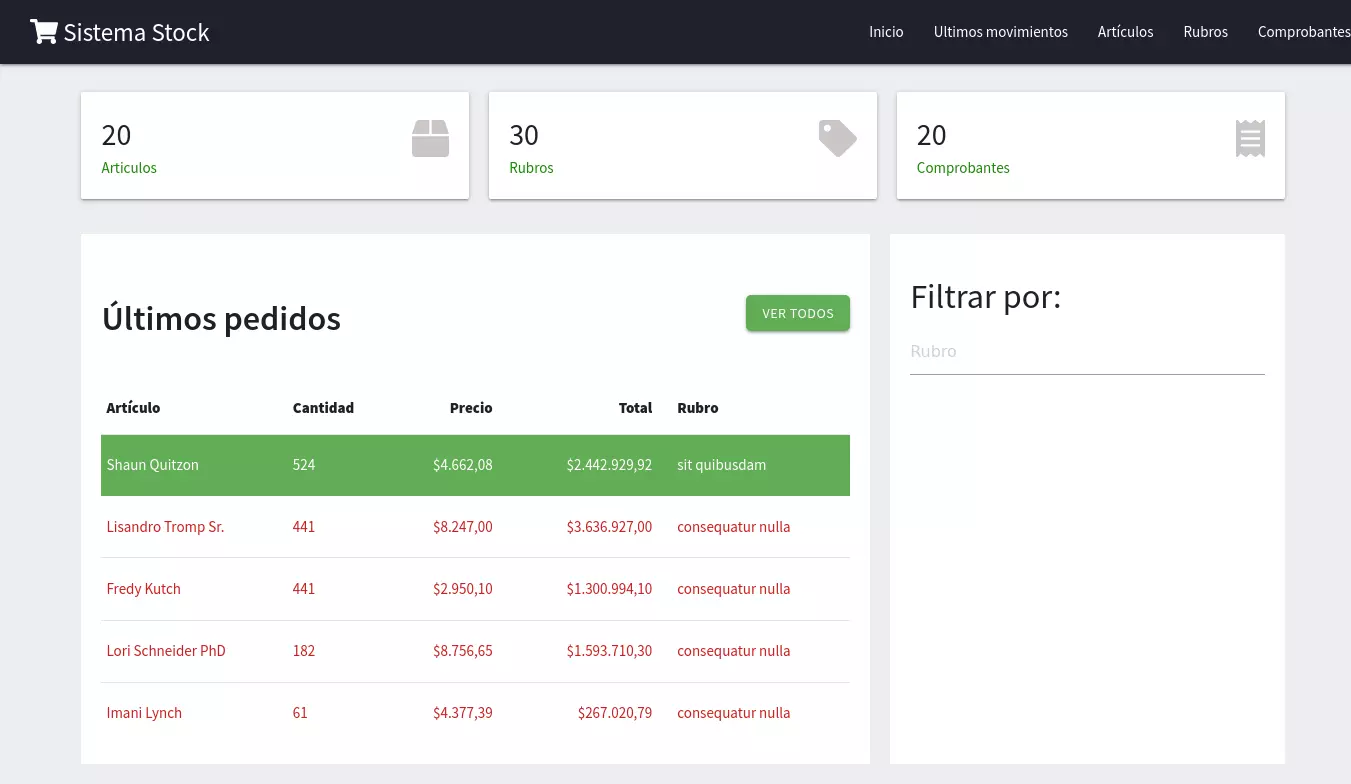 Sistema Stock
Inicio Ultimos movimientos Artículos Rubros Comprobantes
20
Articulos
30
Rubros
20
Comprobantes
Últimos pedidos
VER TODOS
Artículo Cantidad Precio Total Rubro
Shaun Quitzon 524 $4.662,08 $2.442.929,92 sit quibusdam
Lisandro Tromp Sr. 441 $8.247,00 $3.636.927,00 consequatur nulla
Fredy Kutch 441 $2.950,10 $1.300.994,10 consequatur nulla
Lori Schneider PhD 182 $8.756,65 $1.593.710,30 consequatur nulla
Imani Lynch 61 $4.377,39 $267.020,79 consequatur nulla
Filtrar por:
Rubro